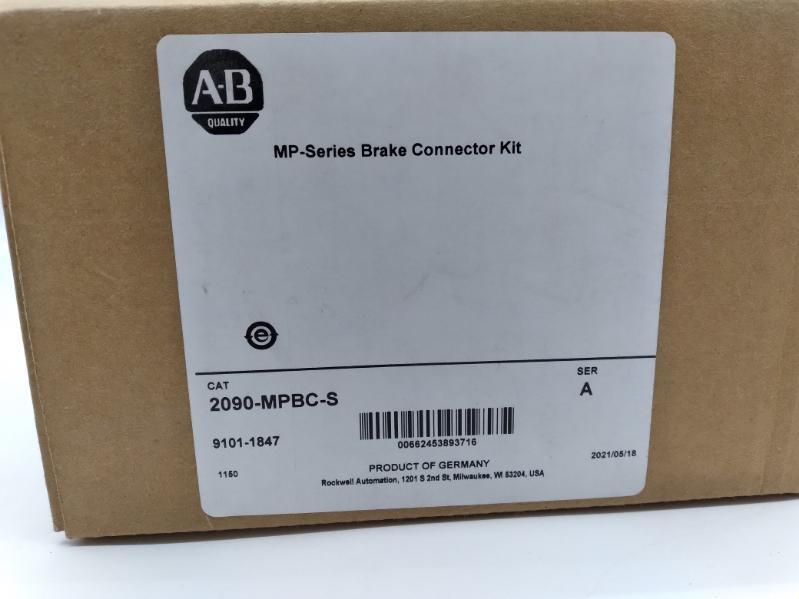 A-B
QUALITY
MP-Series Brake Connector Kit
e
CAT
SER
2090-MPBC-S
A
9101-1847
00662453893716
1150
PRODUCT OF GERMANY
2021/05/18
Rockwell Automation, 1201 S 2nd St, Milwaukee, WI 53204, USA